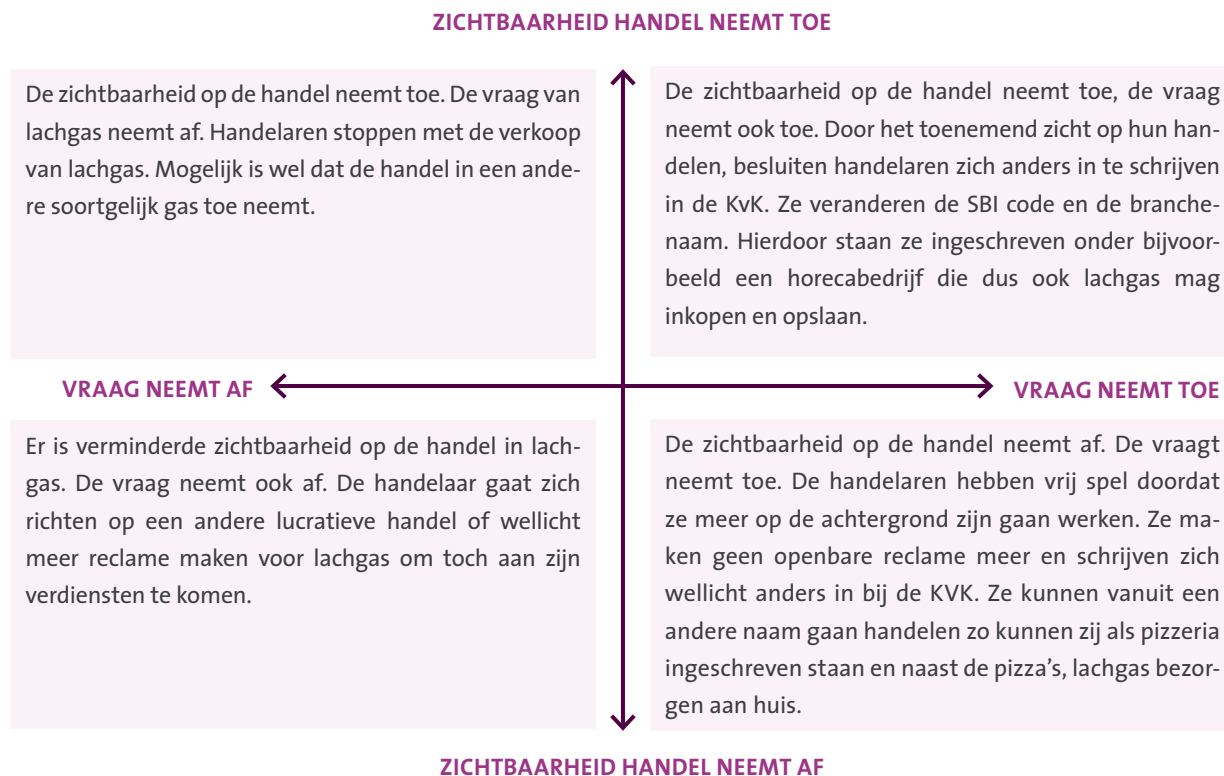 ZICHTBAARHEID HANDEL NEEMT TOE
De zichtbaarheid op de handel neemt toe. De vraag van
lachgas neemt af. Handelaren stoppen met de verkoop
van lachgas. Mogelijk is wel dat de handel in een ande-
re soortgelijk gas toe neemt.
De zichtbaarheid op de handel neemt toe, de vraag
neemt ook toe. Door het toenemend zicht op hun han-
delen, besluiten handelaren zich anders in te schrijven
in de KvK. Ze veranderen de SBI code en de branche-
naam. Hierdoor staan ze ingeschreven onder bijvoor-
beeld een horecabedrijf die dus ook lachgas mag
inkopen en opslaan.
VRAAG NEEMT AF
VRAAG NEEMT TOE
Er is verminderde zichtbaarheid op de handel in lach-
gas. De vraag neemt ook af. De handelaar gaat zich
richten op een andere lucratieve handel of wellicht
meer reclame maken voor lachgas om toch aan zijn
verdiensten te komen.
De zichtbaarheid op de handel neemt af. De vraagt
neemt toe. De handelaren hebben vrij spel doordat
ze meer op de achtergrond zijn gaan werken. Ze ma-
ken geen openbare reclame meer en schrijven zich
wellicht anders in bij de KVK. Ze kunnen vanuit een
andere naam gaan handelen zo kunnen zij als pizzeria
ingeschreven staan en naast de pizza's, lachgas bezor-
gen aan huis.
ZICHTBAARHEID HANDEL NEEMT AF